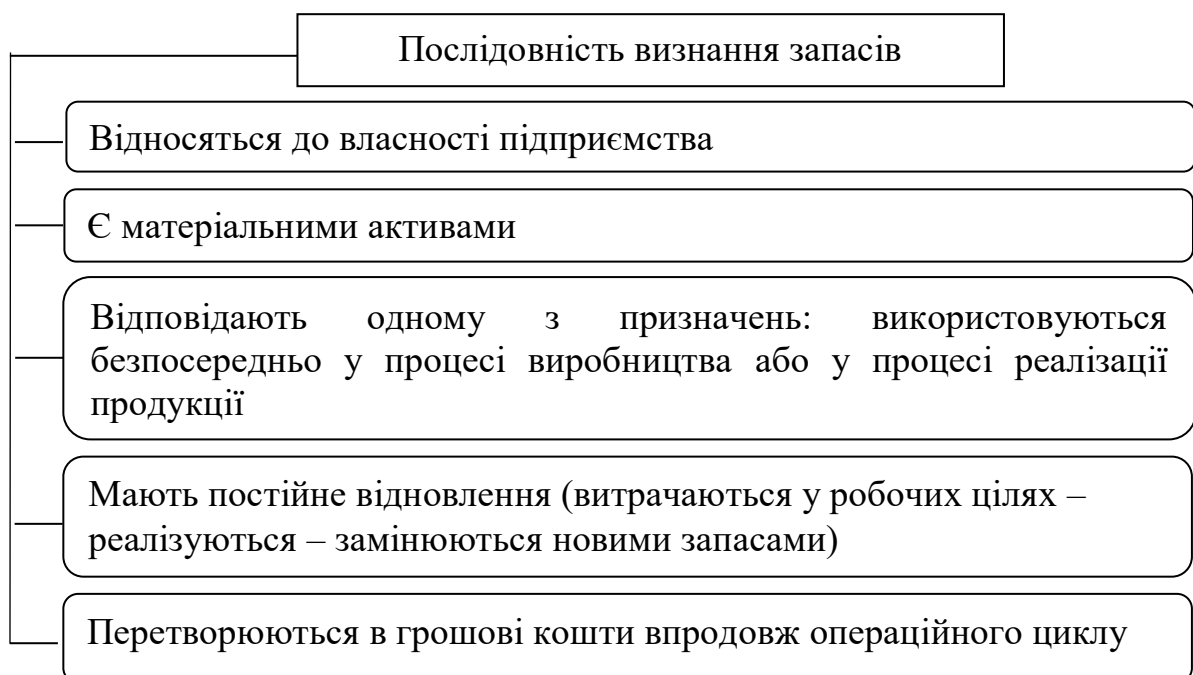 Послідовність визнання запасів
Відносяться до власності підприємства
Є матеріальними активами
Відповідають одному з призначень: використовуються
безпосередньо у процесі виробництва або у процесі реалізації
продукції
Мають постійне відновлення (витрачаються у робочих цілях –
реалізуються – замінюються новими запасами)
Перетворюються в грошові кошти впродовж операційного циклу